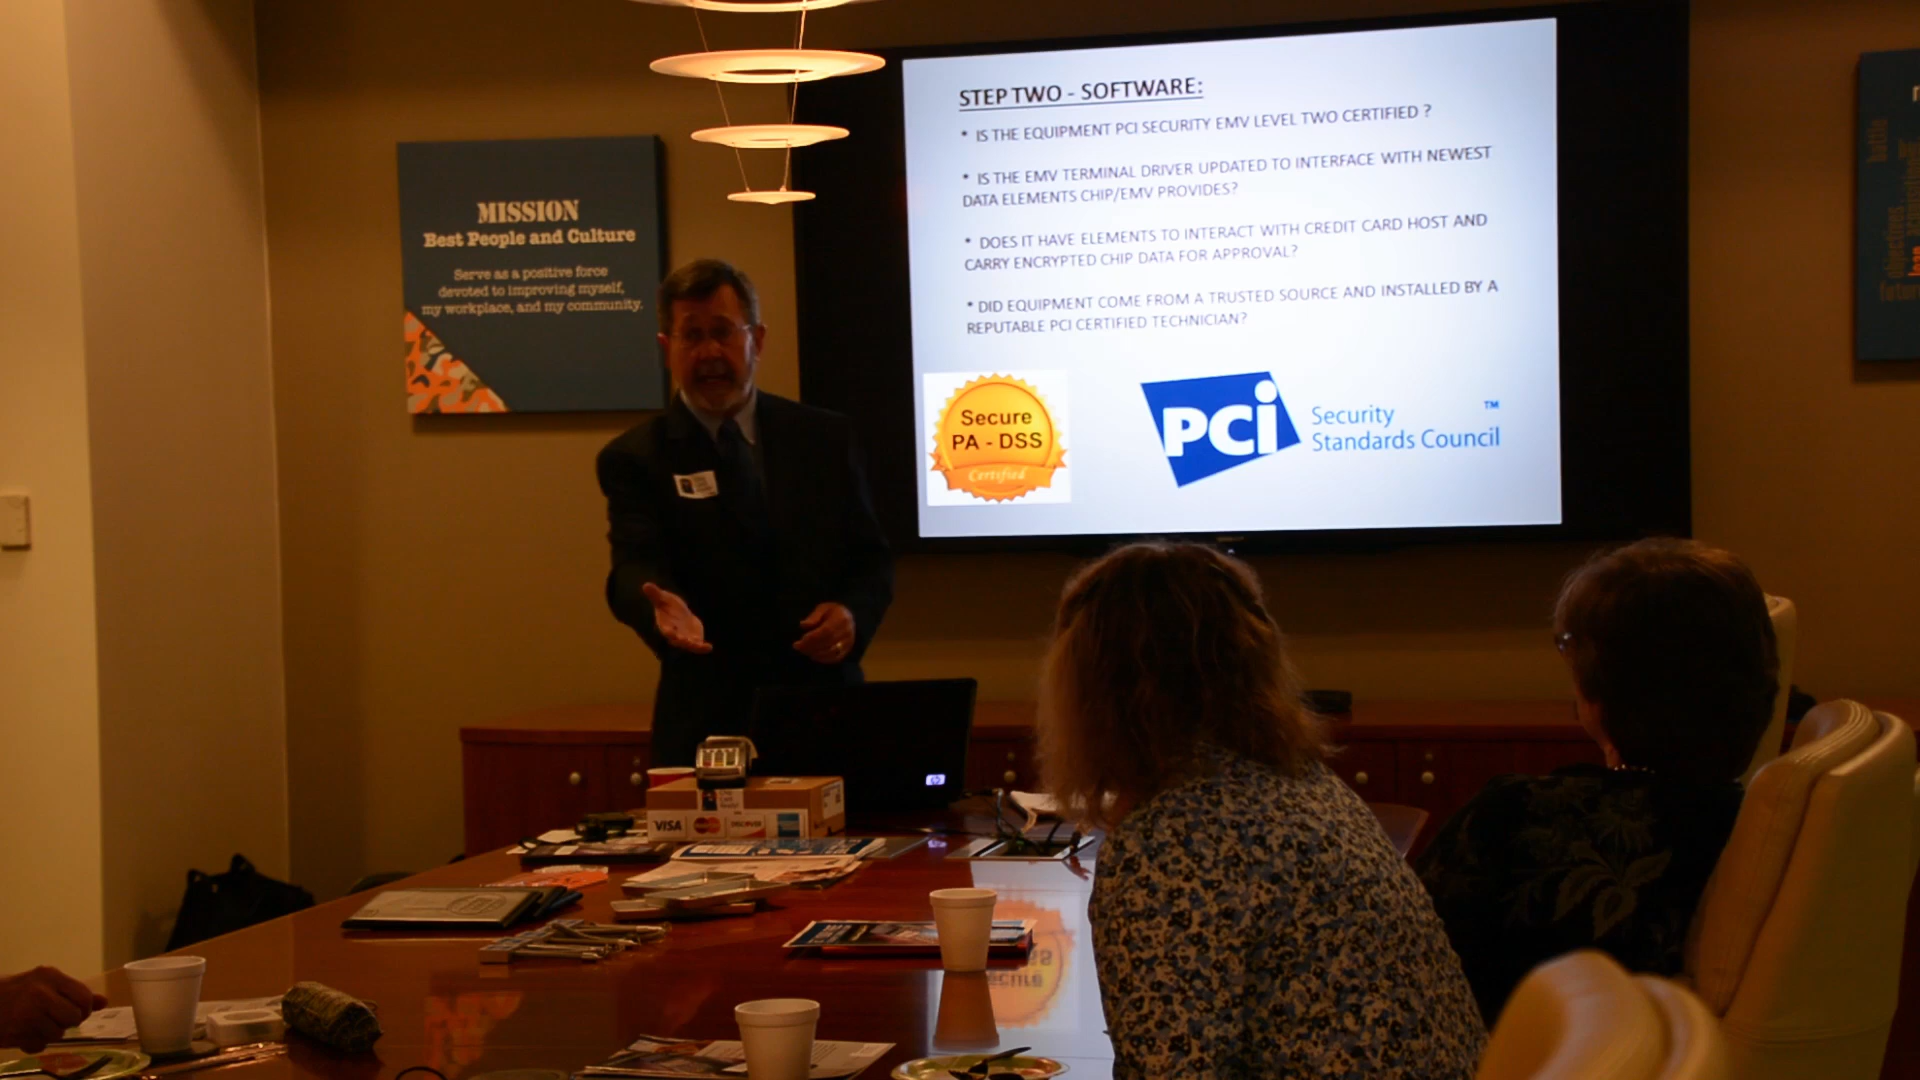 MISSION
Best People and Culture
Serve as a positive force
devoted to improving myself,
my workplace, and my community.
STEP TWO - SOFTWARE:
* IS THE EQUIPMENT PCI SECURITY EMV LEVEL TWO CERTIFIED ?
* IS THE EMV TERMINAL DRIVER UPDATED TO INTERFACE WITH NEWEST
DATA ELEMENTS CHIP/EMV PROVIDES?
* DOES IT HAVE ELEMENTS TO INTERACT WITH CREDIT CARD HOST AND
CARRY ENCRYPTED CHIP DATA FOR APPROVAL?
* DID EQUIPMENT COME FROM A TRUSTED SOURCE AND INSTALLED BY A
REPUTABLE PCI CERTIFIED TECHNICIAN?
Secure
PA - DSS
Certified
PCi
Security
Standards Council
TM
hp
VISA
DISCOVER